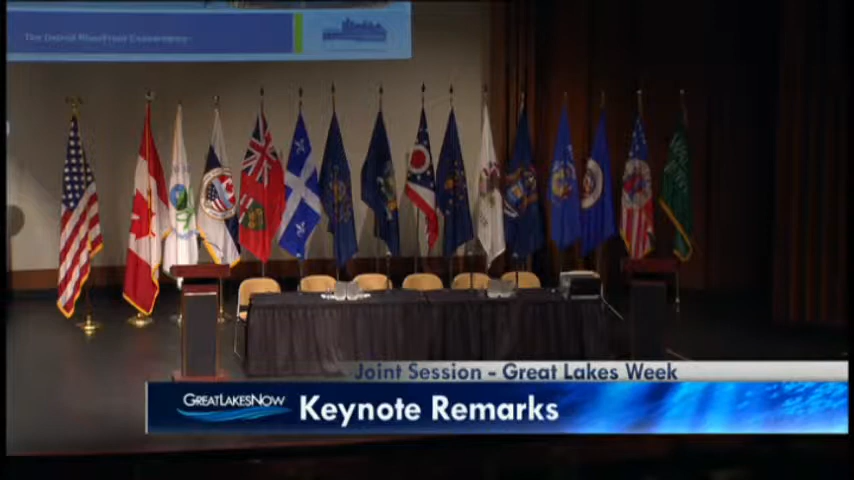 The Detroit RiverFront Conservancy
Joint Session - Great Lakes Week
GREATLAKESNOW
Keynote Remarks